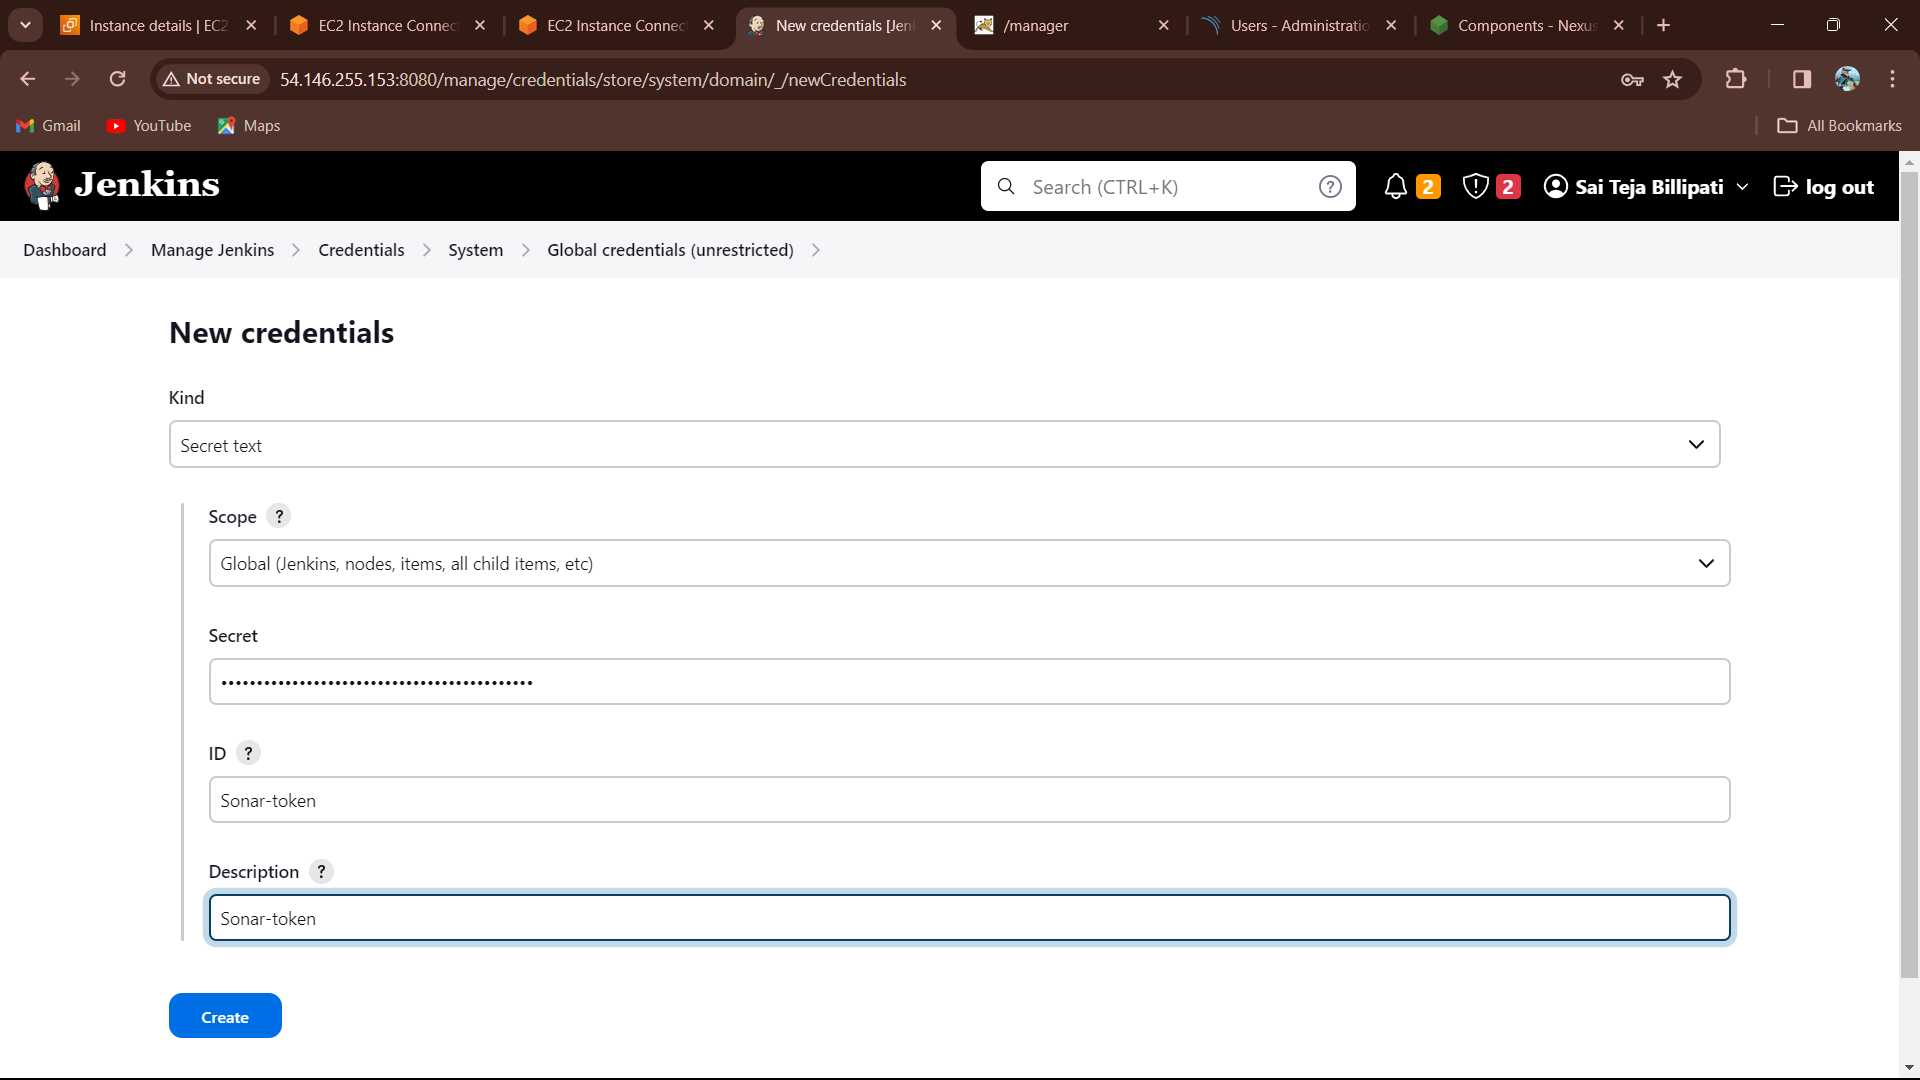 Instance details | EC2
EC2 Instance Connec
EC2 Instance Connec
New credentials [Jen
/manager
Users - Administratio
Components - Nexus
Not secure
54.146.255.153:8080/manage/credentials/store/system/domain/_/newCredentials
Gmail
YouTube
Maps
All Bookmarks
Jenkins
Search (CTRL+K)
?
2
2
Sai Teja Billipati
log out
Dashboard
Manage Jenkins
Credentials
System
Global credentials (unrestricted)
New credentials
Kind
Secret text
Scope ?
Global (Jenkins, nodes, items, all child items, etc)
Secret
ID ?
Sonar-token
Description ?
Sonar-token
Create